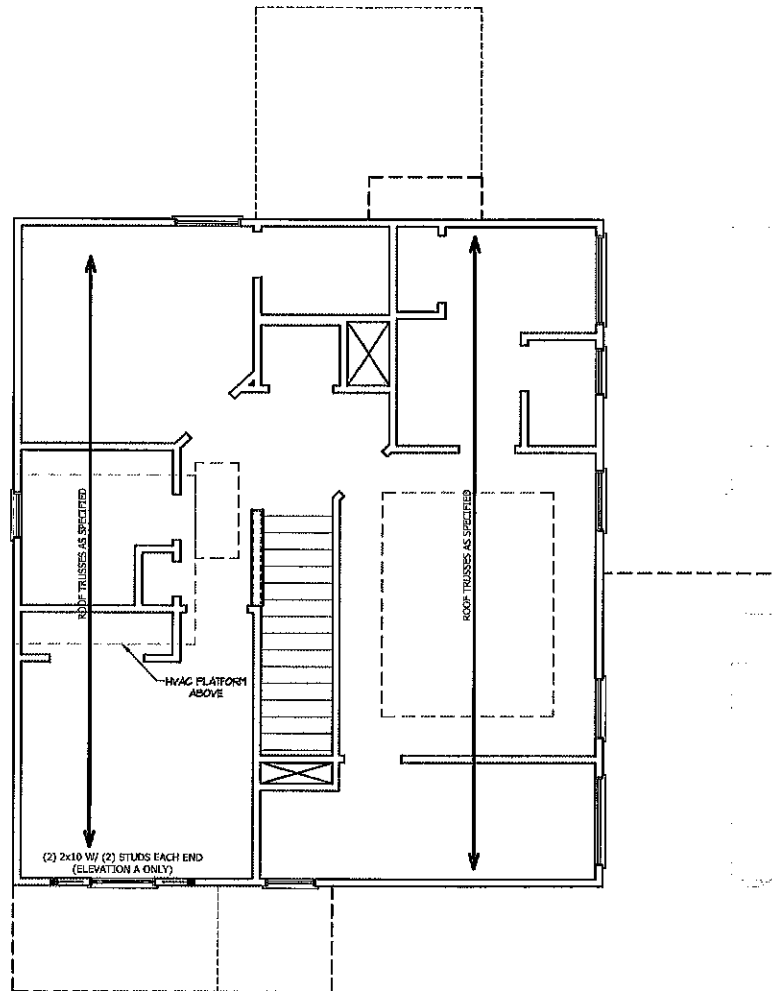 ROOF TRUSSES AS SPECIFIED
ROOF TRUSSES AS SPECIFIED
HVAC PLATFORM
ABOVE
(2) 2x10 W/ (2) STUDS EACH END
(ELEVATION A ONLY)